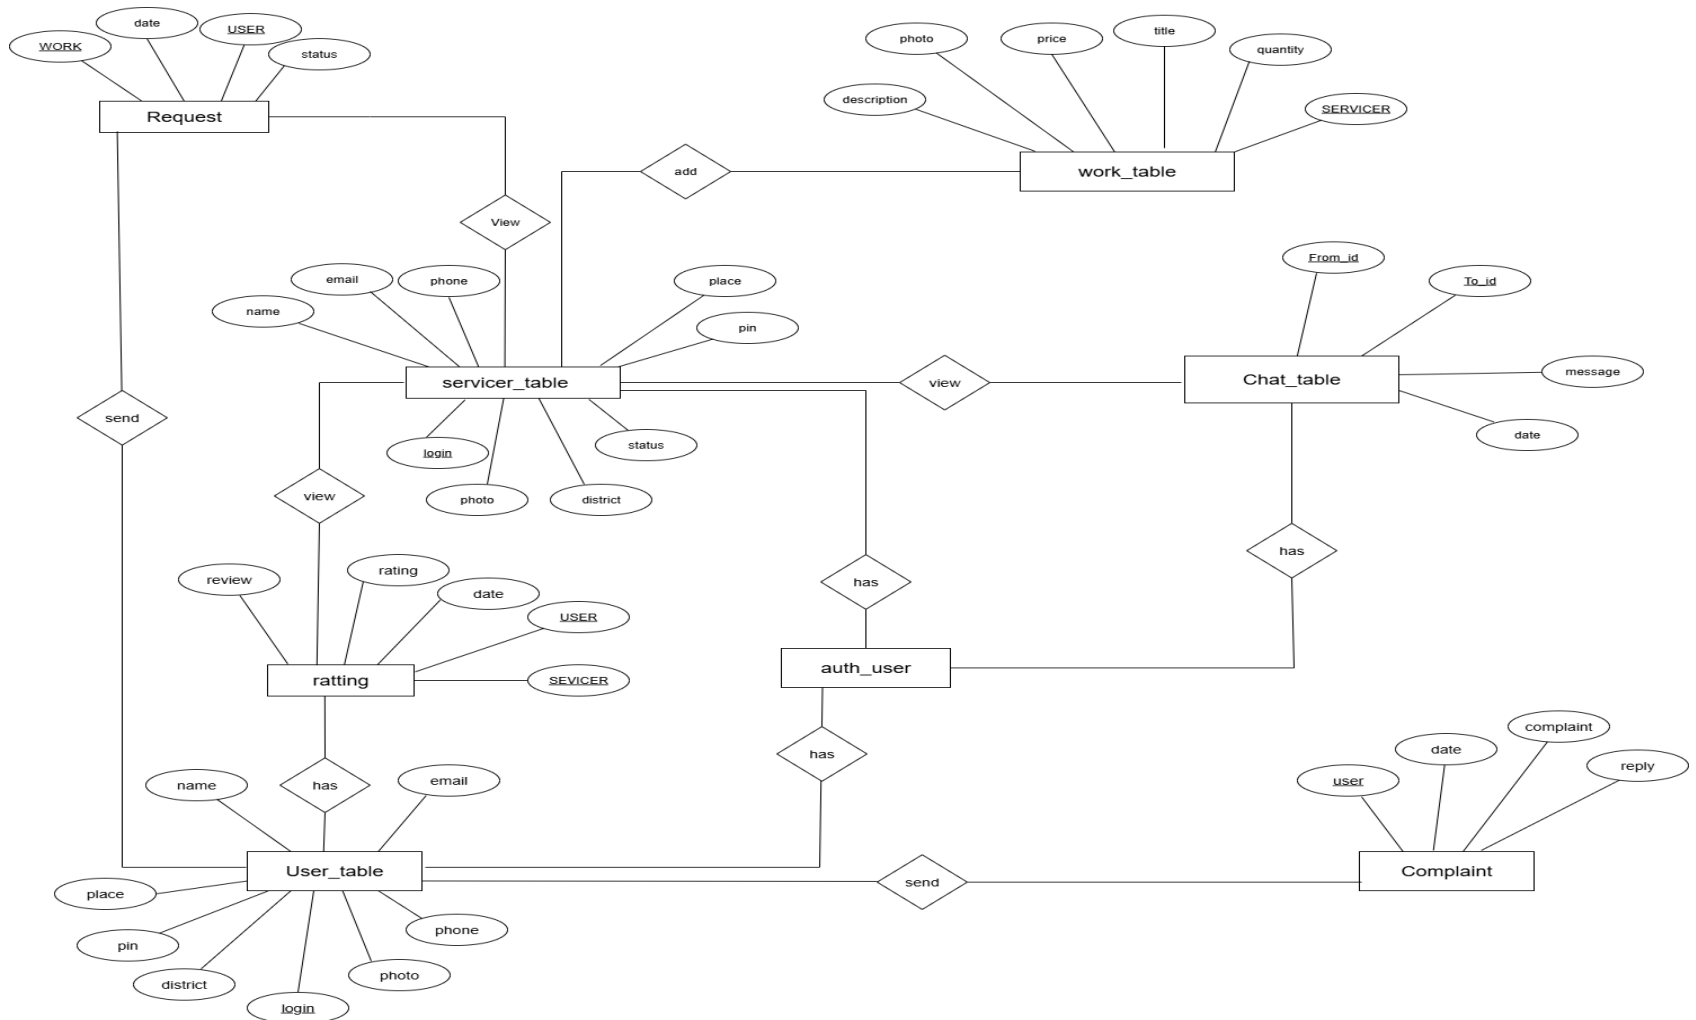 date
USER
WORK
status
Request
title
photo
price
quantity
description
SERVICER
work_table
add
View
From_id
email
phone
place
To_id
name
pin
servicer_table
view
Chat_table
message
send
login
status
date
view
photo
district
has
review
rating
date
has
USER
auth_user
ratting
SEVICER
complaint
date
has
reply
name
has
email
user
User_table
send
Complaint
place
phone
pin
photo
district
login